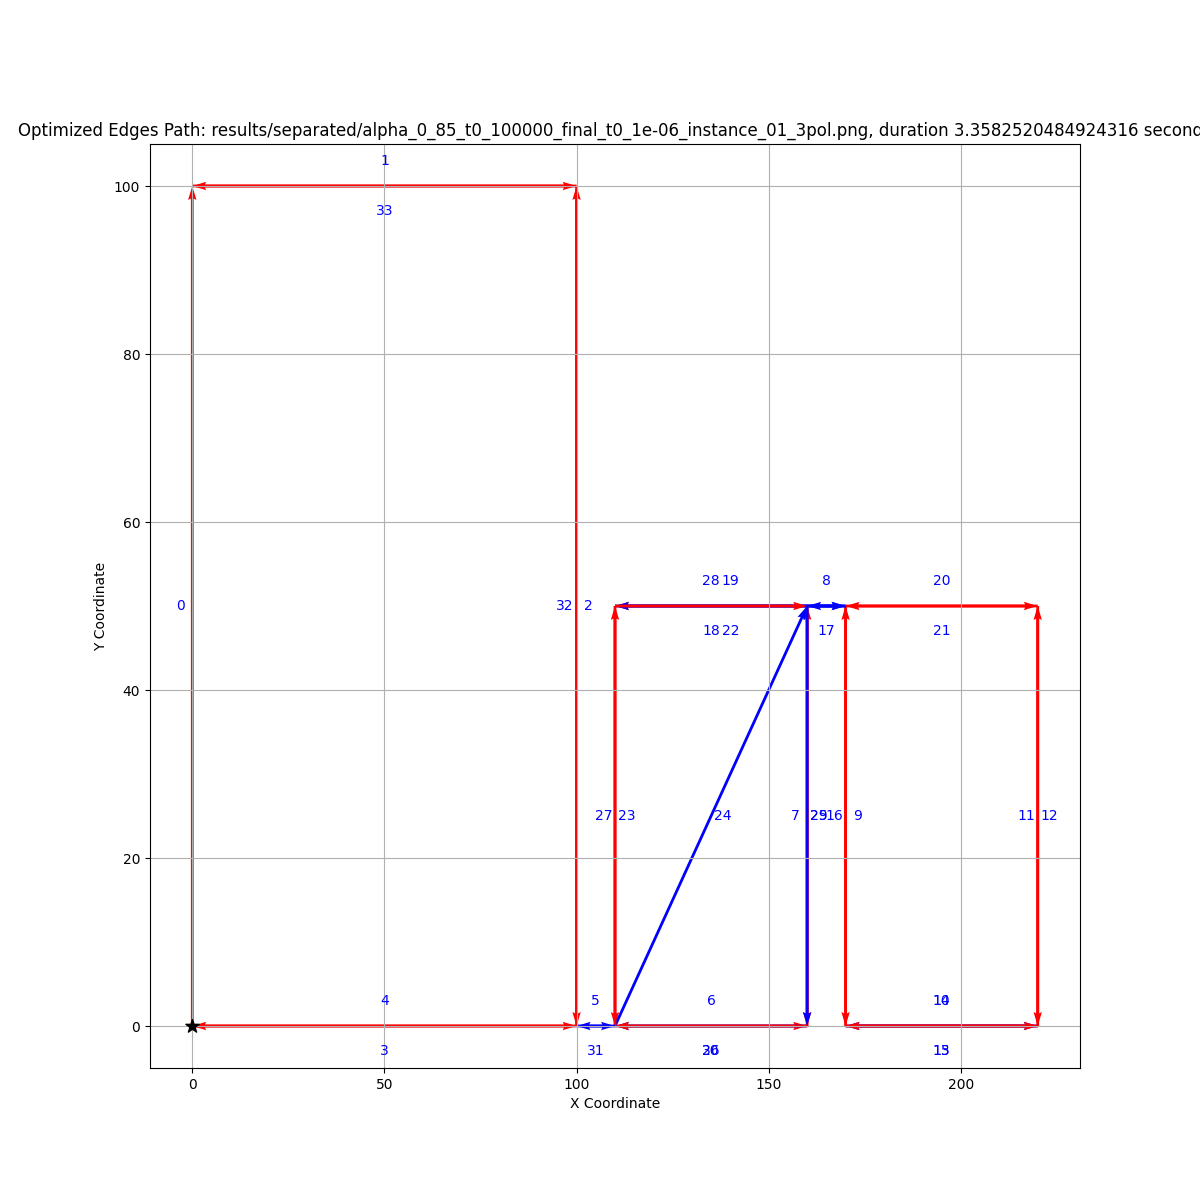 Optimized Edges Path: results/separated/alpha_0_85_t0_100000_final_t0_1e-06_instance_01_3pol.png, duration 3.3582520484924316 second
1
100
33
80
60
28 19 8 20
0 32 2
18 22 17 21
40
27 23 24 7 16 9 11 12
20
4 5 6
0
3 31
0 50 100 150 200
X Coordinate
Y Coordinate